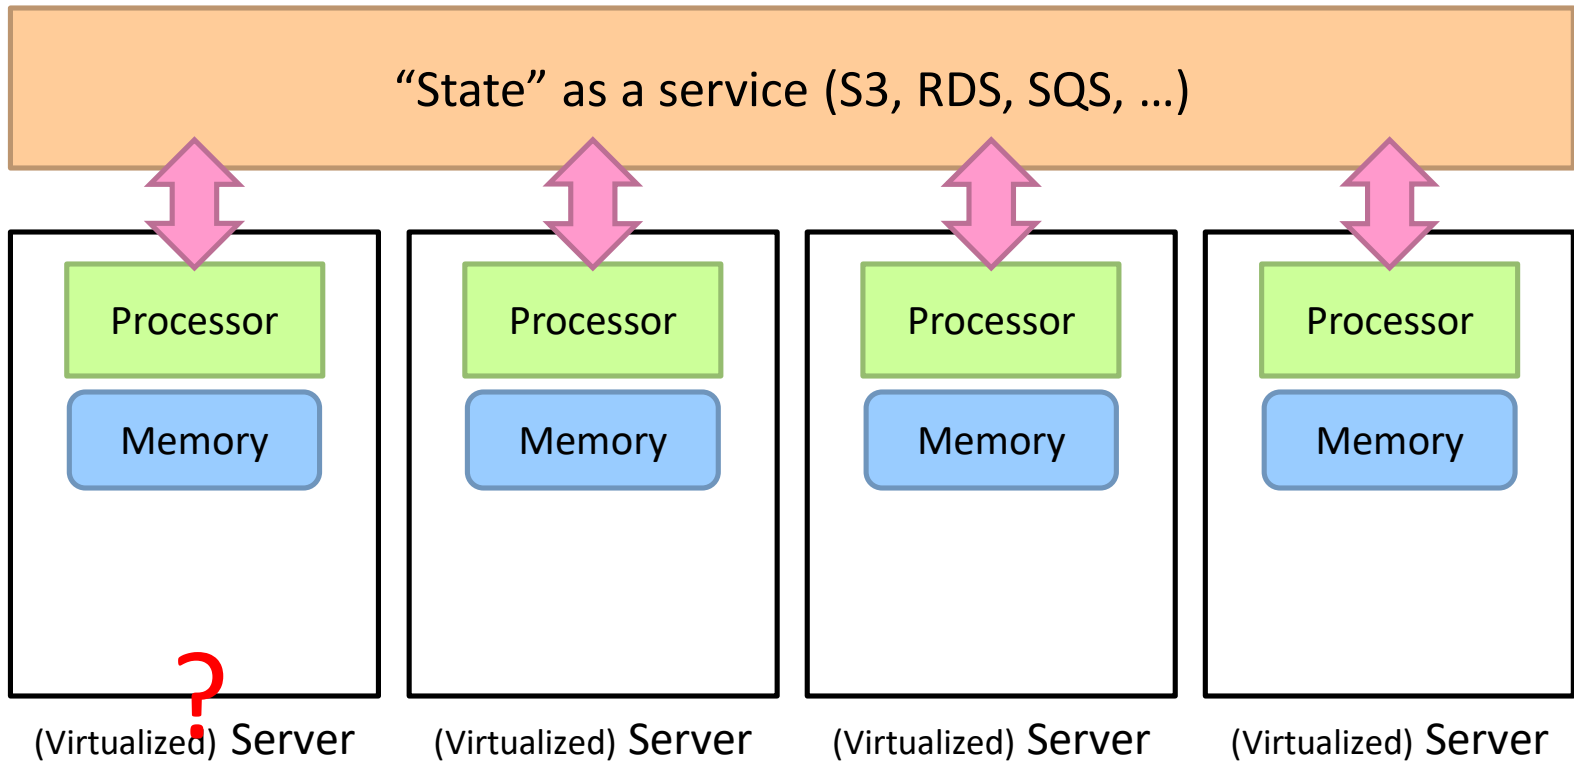 “State” as a service (S3, RDS, SQS, …)
Processor Processor Processor Processor
Memory Memory Memory Memory
?
(Virtualized) Server (Virtualized) Server (Virtualized) Server (Virtualized) Server